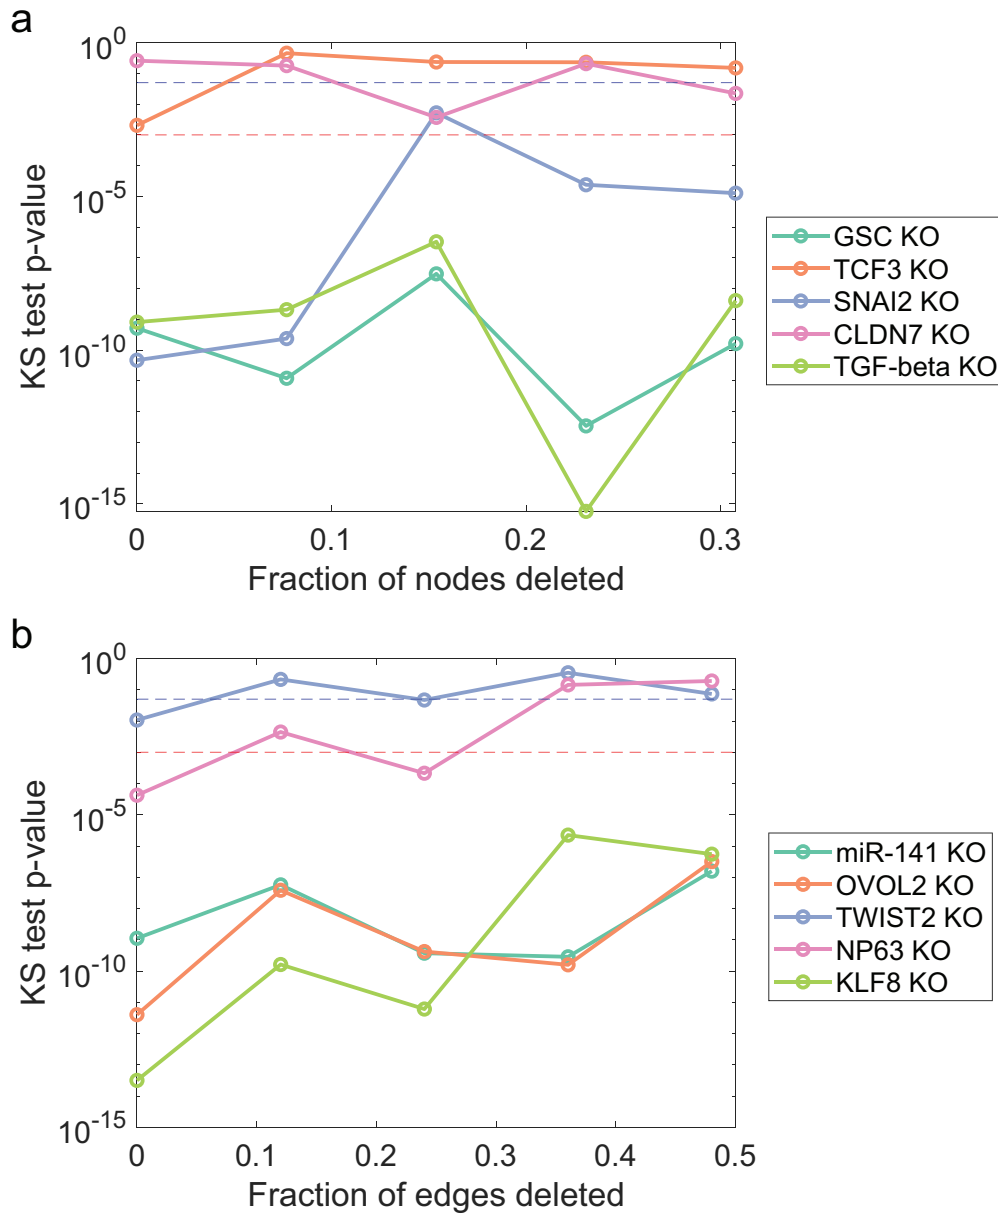 a
10^0
10^-5
10^-10
10^-15
KS test p-value
0 0.1 0.2 0.3
Fraction of nodes deleted
GSC KO
TCF3 KO
SNAI2 KO
CLDN7 KO
TGF-beta KO
b
10^0
10^-5
10^-10
10^-15
KS test p-value
0 0.1 0.2 0.3 0.4 0.5
Fraction of edges deleted
miR-141 KO
OVOL2 KO
TWIST2 KO
NP63 KO
KLF8 KO